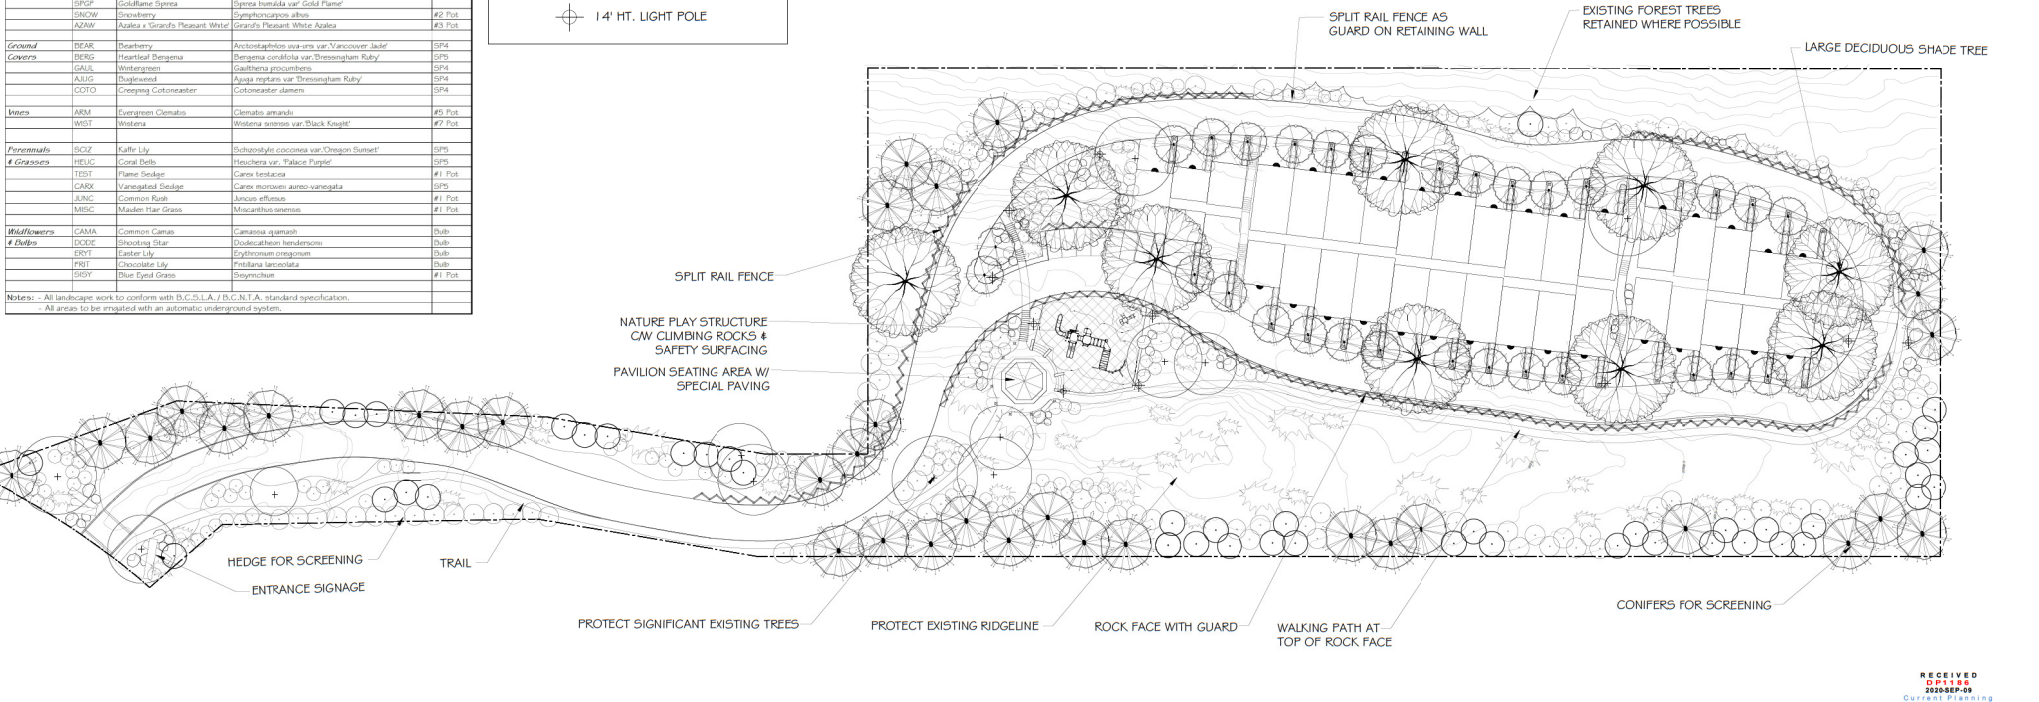 SPGF Goldflame Spirea Spirea bumulda var' Gold Flame'
SNOW Snowberry Symphoricarpos albus #2 Pot
AZAW Azalea x 'Girard's Pleasant White' Girard's Pleasant White Azalea #3 Pot
Ground BEAR Bearberry Arctostaphilos uva-ursi var.'Vancouver Jade' SP4
Covers BERG Heartleaf Bergenia Bergenia cordifolia var.'Bressingham Ruby' SP5
GAUL Wintergreen Gaultheria procumbens SP4
AJUG Bugleweed Ajuga reptans var 'Bressingham Ruby' SP4
COTO Creeping Cotoneaster Cotoneaster dameri SP4
Vines ARM Evergreen Clematis Clematis armandii #5 Pot
WIST Wisteria Wisteria sinensis var.'Black Knight' #7 Pot
Perennials SCIZ Kaffir Lily Schizostylis coccinea var.'Oregon Sunset' SP5
& Grasses HEUC Coral Bells Heuchera var. 'Palace Purple' SP5
TEST Flame Sedge Carex testacea #1 Pot
CARX Variegated Sedge Carex morowii aureo-variegata SP5
JUNC Common Rush Juncus effussus #1 Pot
MISC Maiden Hair Grass Miscanthus sinensis #1 Pot
Wildflowers CAMA Common Camas Camassia quamash Bulb
& Bulbs DODE Shooting Star Dodecatheon hendersonii Bulb
ERYT Easter Lily Erythronium oregonum Bulb
FRIT Chocolate Lily Fritillaria lanceolata Bulb
SISY Blue Eyed Grass Sisyrinchium #1 Pot
Notes: - All landscape work to conform with B.C.S.L.A. / B.C.N.T.A. standard specification.
- All areas to be irrigated with an automatic underground system.
14' HT. LIGHT POLE
SPLIT RAIL FENCE AS
GUARD ON RETAINING WALL
EXISTING FOREST TREES
RETAINED WHERE POSSIBLE
LARGE DECIDUOUS SHADE TREE
SPLIT RAIL FENCE
NATURE PLAY STRUCTURE
C/W CLIMBING ROCKS &
SAFETY SURFACING
PAVILION SEATING AREA W/
SPECIAL PAVING
HEDGE FOR SCREENING
TRAIL
ENTRANCE SIGNAGE
PROTECT SIGNIFICANT EXISTING TREES
PROTECT EXISTING RIDGELINE
ROCK FACE WITH GUARD
WALKING PATH AT
TOP OF ROCK FACE
CONIFERS FOR SCREENING
RECEIVED
DP1186
2020-SEP-09
Current Planning